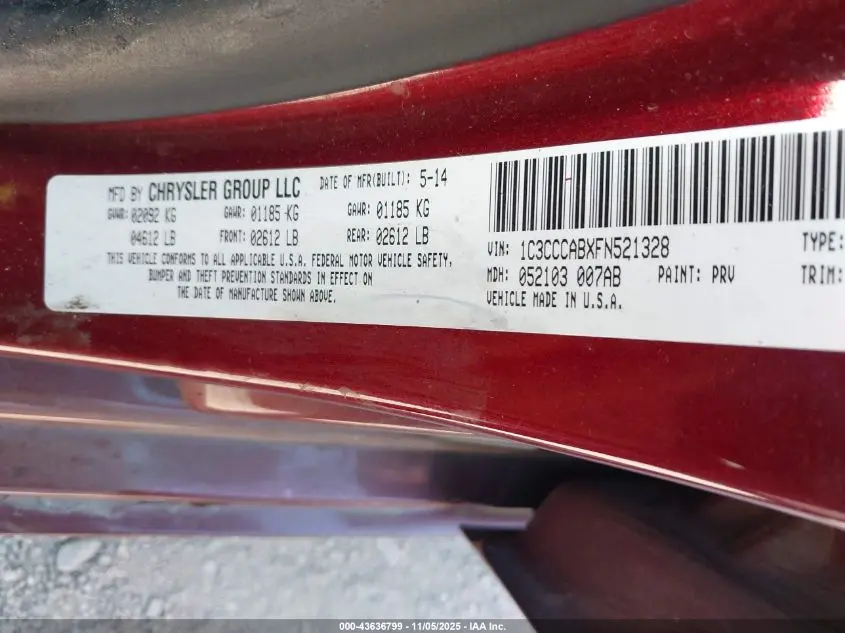 MFD BY CHRYSLER GROUP LLC DATE OF MFR(BUILT): 5-14
GVWR: 02092 KG GAWR: 01185 KG GAWR: 01185 KG
04612 LB FRONT: 02612 LB REAR: 02612 LB
THIS VEHICLE CONFORMS TO ALL APPLICABLE U.S.A. FEDERAL MOTOR VEHICLE SAFETY,
BUMPER AND THEFT PREVENTION STANDARDS IN EFFECT ON
THE DATE OF MANUFACTURE SHOWN ABOVE.
VIN: 1C3CCCABXFN521328 TYPE:
MDH: 052103 007AB PAINT: PRV TRIM:
VEHICLE MADE IN U.S.A.
000-43636799 | 11/05/2025 | IAA Inc.